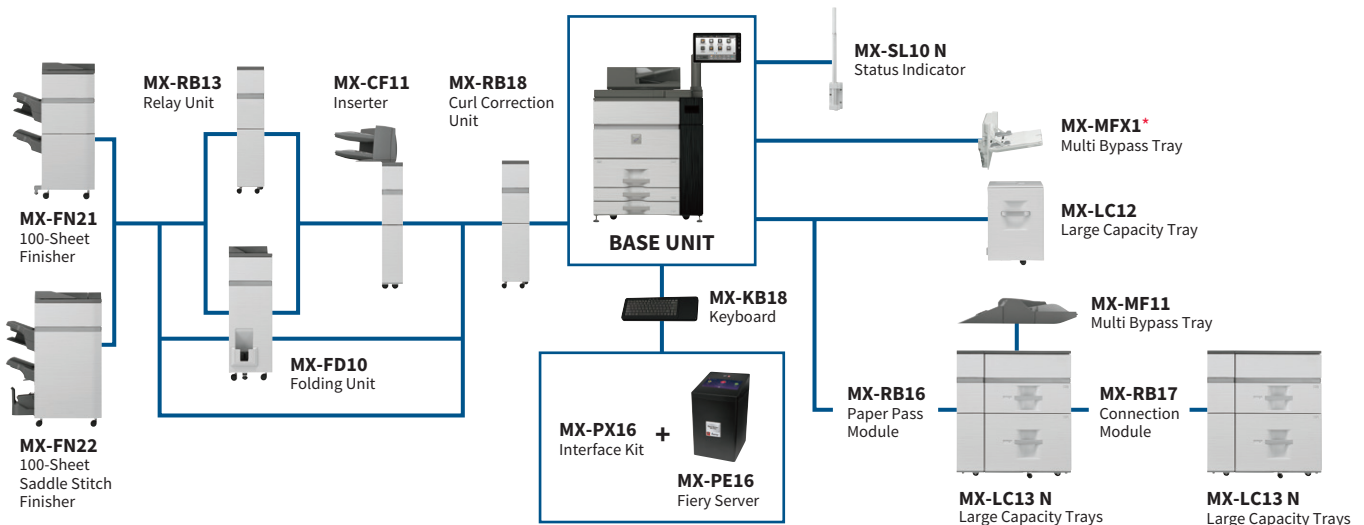 MX-SL10 N
Status Indicator
MX-RB13
Relay Unit
MX-CF11
Inserter
MX-RB18
Curl Correction
Unit
MX-MFX1*
Multi Bypass Tray
MX-FN21
100-Sheet
Finisher
MX-LC12
Large Capacity Tray
BASE UNIT
MX-KB18
Keyboard
MX-MF11
Multi Bypass Tray
MX-FD10
Folding Unit
MX-RB16
Paper Pass
Module
MX-RB17
Connection
Module
MX-PX16
Interface Kit
+
MX-PE16
Fiery Server
MX-FN22
100-Sheet
Saddle Stitch
Finisher
MX-LC13 N
Large Capacity Trays
MX-LC13 N
Large Capacity Trays